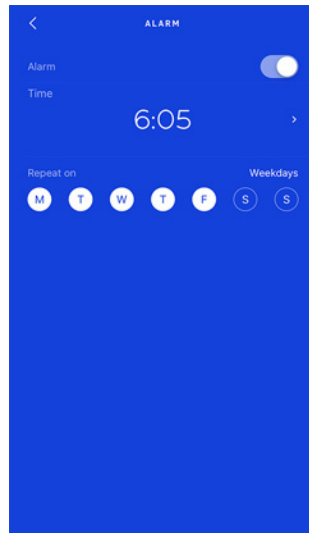 ALARM
Alarm
Time
6:05
Repeat on Weekdays
M T W T F S S